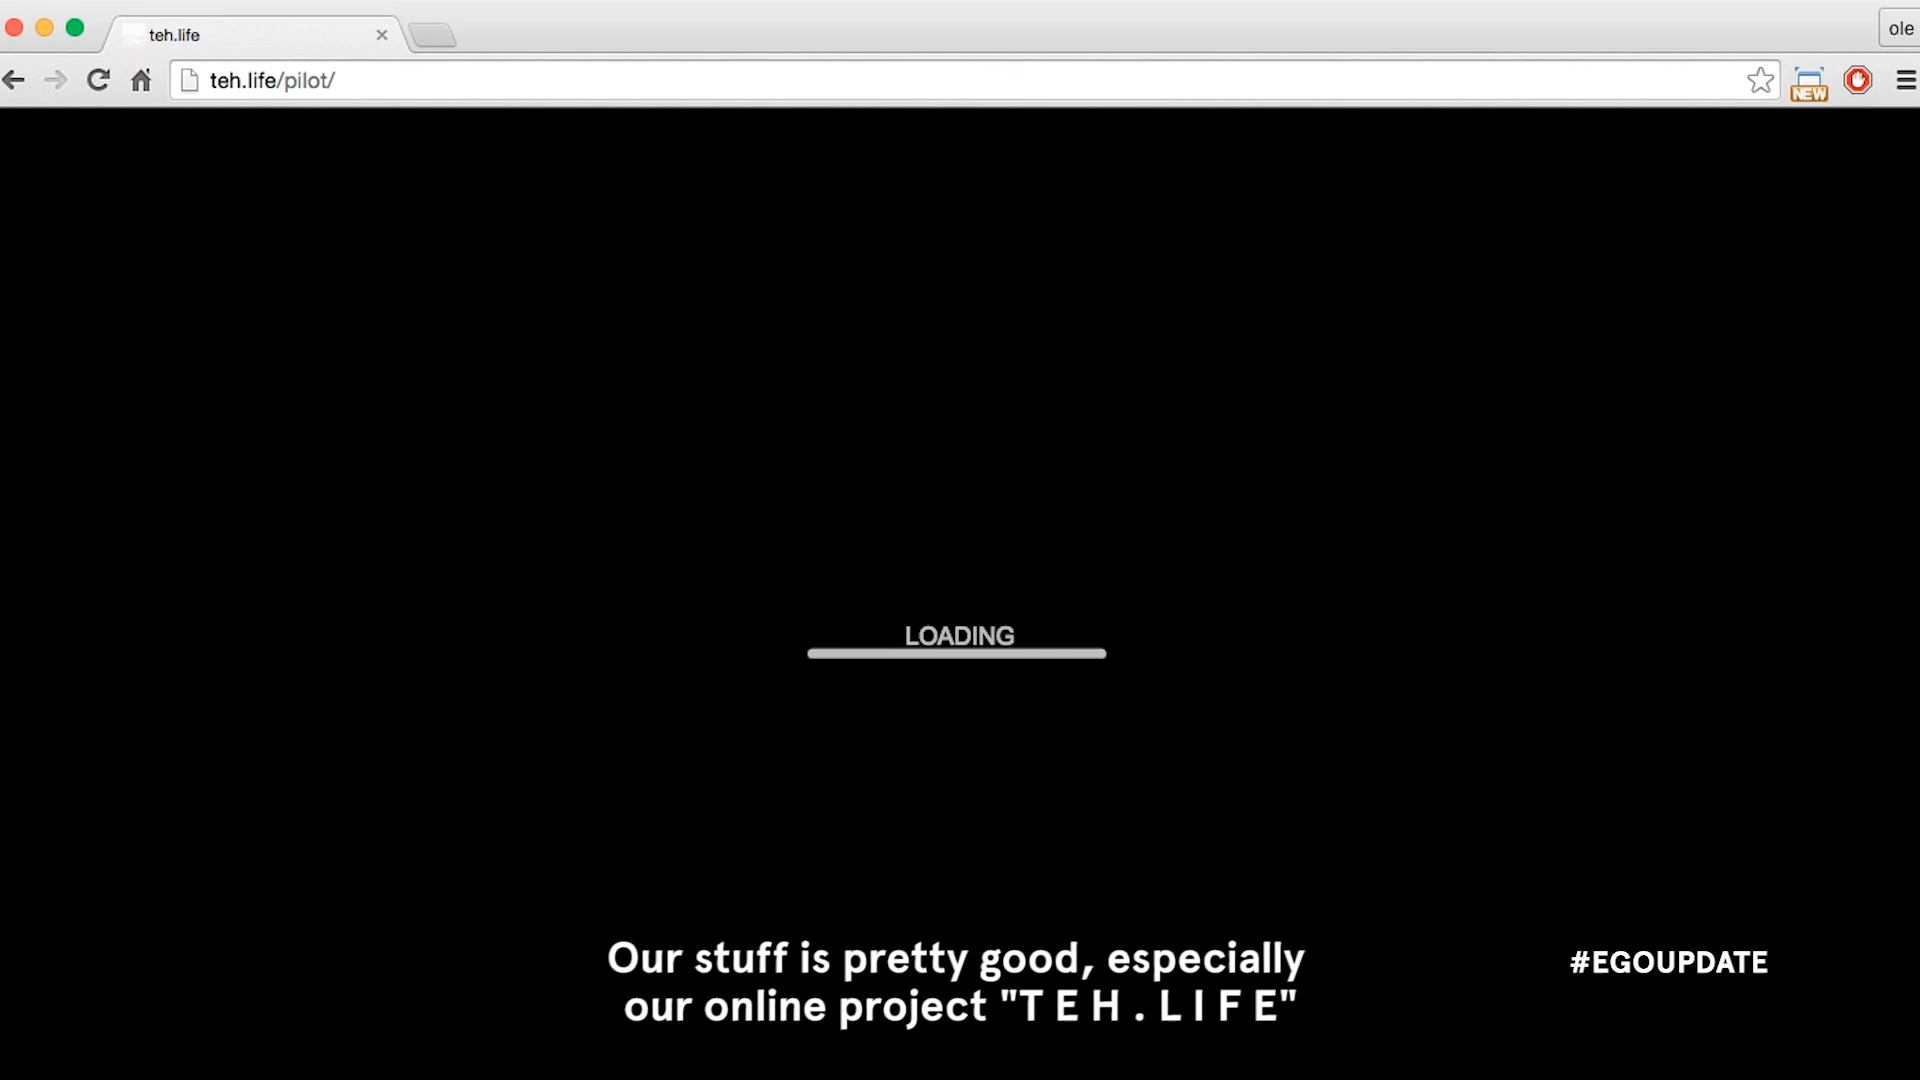 teh.life
ole
teh.life/pilot/
NEW
LOADING
Our stuff is pretty good, especially
our online project "T E H . L I F E"
#EGOUPDATE